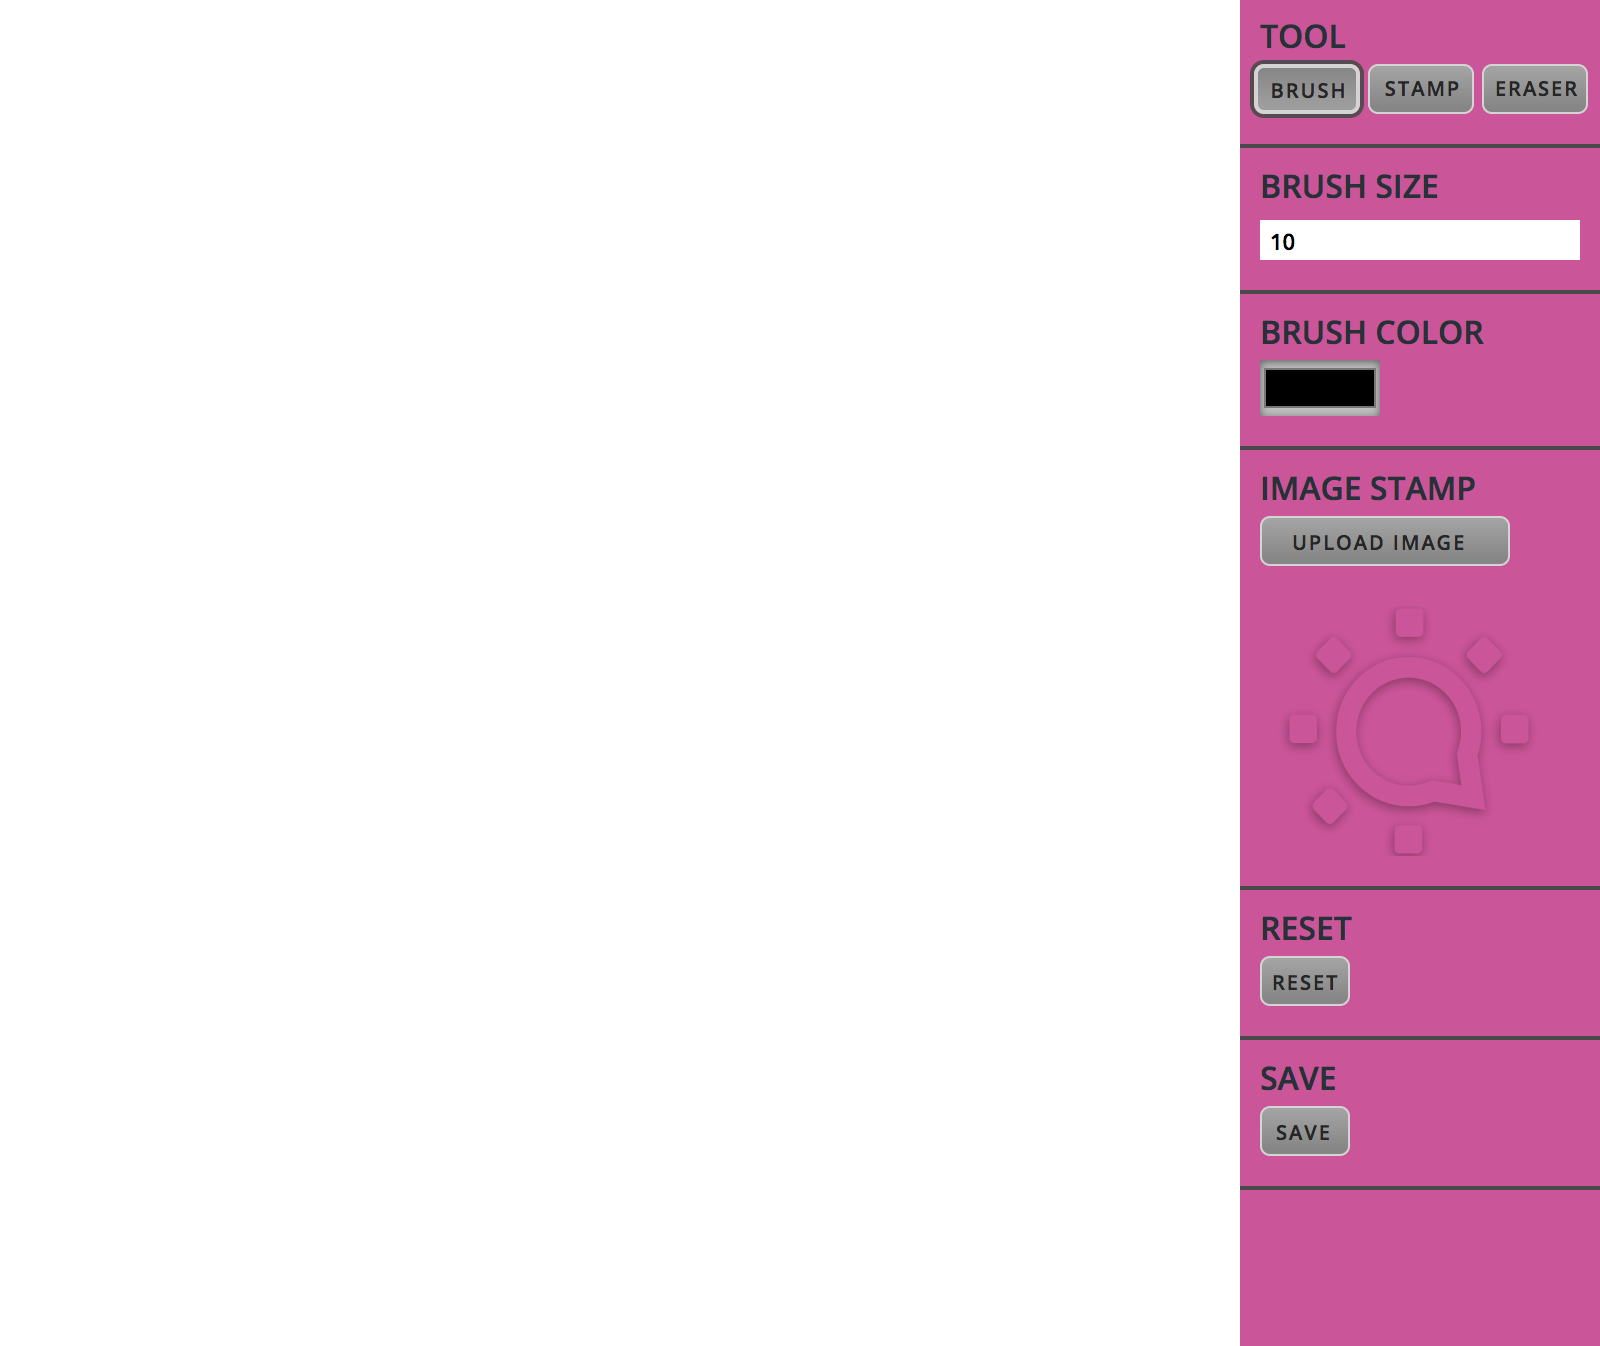 TOOL
BRUSH STAMP ERASER
BRUSH SIZE
10
BRUSH COLOR
IMAGE STAMP
UPLOAD IMAGE
RESET
RESET
SAVE
SAVE